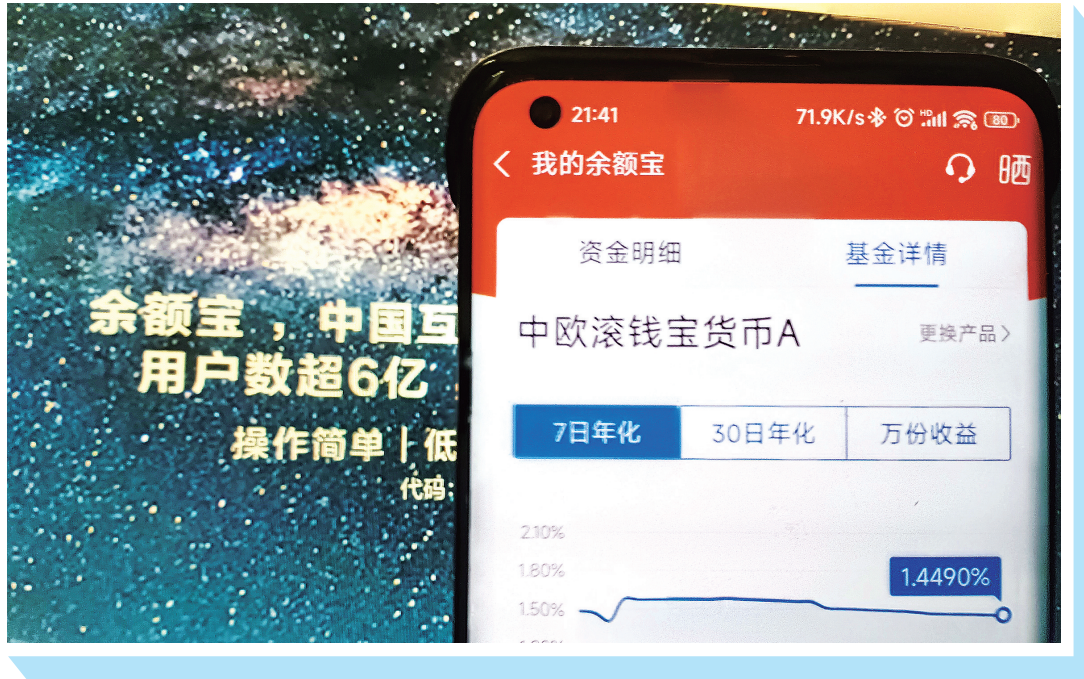 余额宝，中国互
用户数超6亿
操作简单｜低
代码:
21:41 71.9K/s HD 80
我的余额宝 晒
资金明细 基金详情
中欧滚钱宝货币A 更换产品
7日年化 30日年化 万份收益
2.10%
1.80%
1.4490%
1.50%